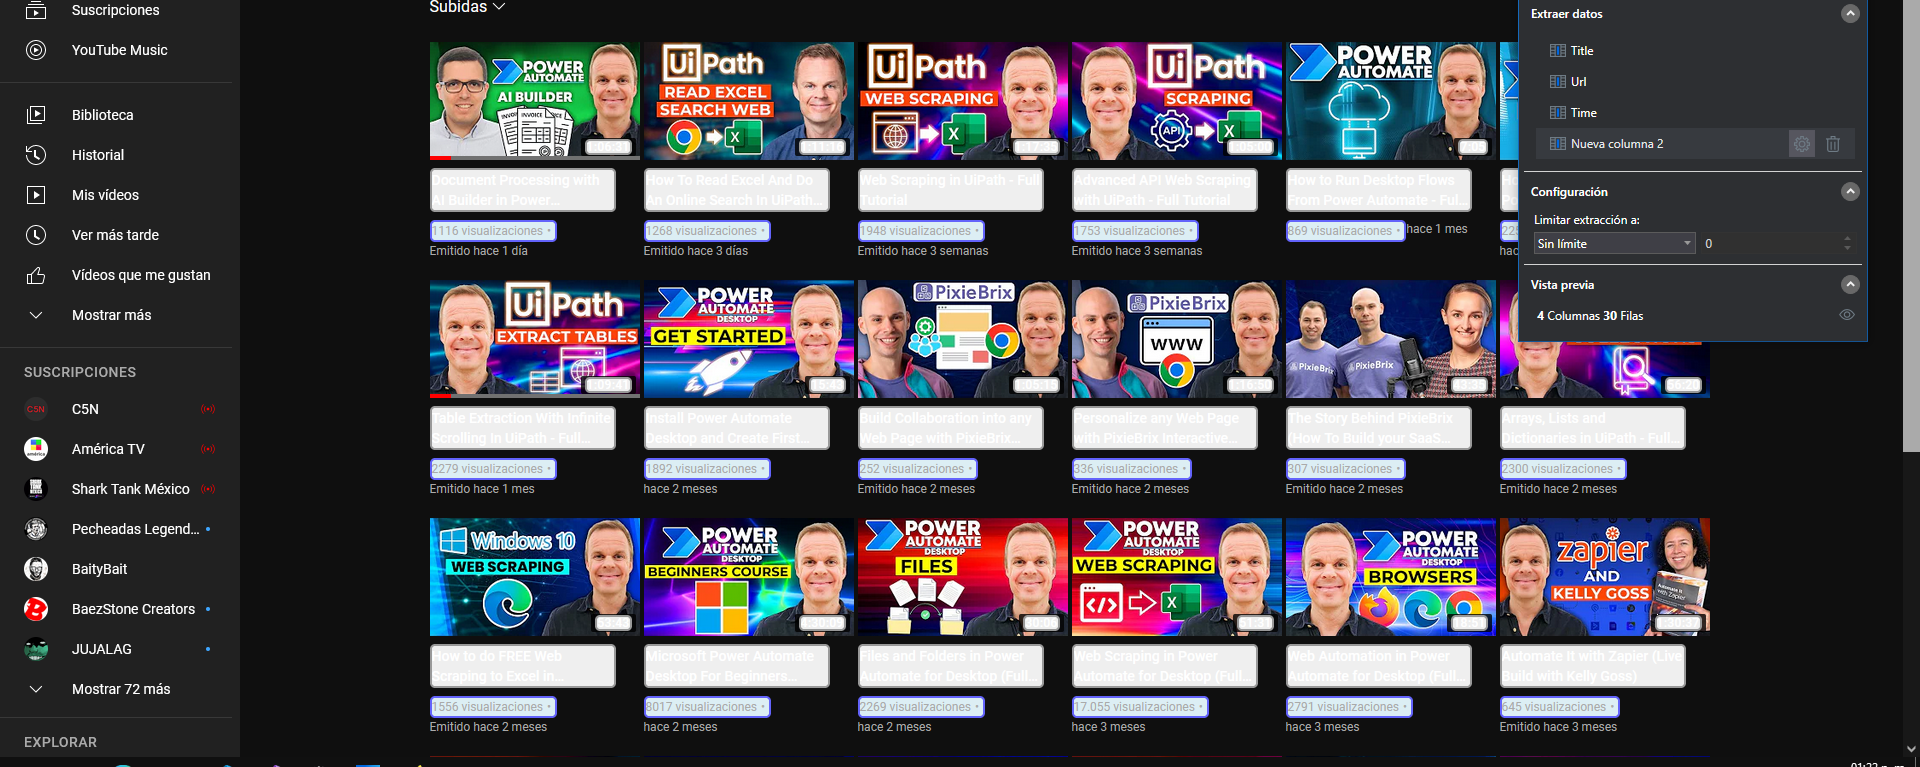 Suscripciones
YouTube Music
Biblioteca
Historial
Mis vídeos
Ver más tarde
Vídeos que me gustan
Mostrar más
SUSCRIPCIONES
C5N
América TV
Shark Tank México
Pecheadas Legend...
BaityBait
BaezStone Creators
JUJALAG
Mostrar 72 más
EXPLORAR
Subidas
POWER
AUTOMATE
AI BUILDER
Document Processing with
AI Builder in Power...
1116 visualizaciones •
Emitido hace 1 día
UiPath
READ EXCEL
SEARCH WEB
How To Read Excel And Do
An Online Search In UiPath...
1268 visualizaciones •
Emitido hace 3 días
UiPath
WEB SCRAPING
Web Scraping in UiPath - Full
Tutorial
1948 visualizaciones •
Emitido hace 3 semanas
UiPath
SCRAPING
API
Advanced API Web Scraping
with UiPath - Full Tutorial
1753 visualizaciones •
Emitido hace 3 semanas
POWER
AUTOMATE
How to Run Desktop Flows
From Power Automate - Ful...
869 visualizaciones •
hace 1 mes
UiPath
EXTRACT TABLES
Table Extraction With Infinite
Scrolling In UiPath - Full...
2279 visualizaciones •
Emitido hace 1 mes
POWER
AUTOMATE
DESKTOP
GET STARTED
Install Power Automate
Desktop and Create First...
1892 visualizaciones •
hace 2 meses
PixieBrix
Build Collaboration into any
Web Page with PixieBrix...
252 visualizaciones •
Emitido hace 2 meses
PixieBrix
WWW
Personalize any Web Page
with PixieBrix Interactive...
336 visualizaciones •
Emitido hace 2 meses
PixieBrix
PixieBrix
The Story Behind PixieBrix
(How To Build your SaaS...
307 visualizaciones •
Emitido hace 2 meses
Arrays, Lists and
Dictionaries in UiPath - Full...
2300 visualizaciones •
Emitido hace 2 meses
Windows 10
WEB SCRAPING
How to do FREE Web
Scraping to Excel in...
1556 visualizaciones •
Emitido hace 2 meses
POWER
AUTOMATE
DESKTOP
BEGINNERS COURSE
Microsoft Power Automate
Desktop For Beginners...
8017 visualizaciones •
hace 2 meses
POWER
AUTOMATE
DESKTOP
FILES
Files and Folders in Power
Automate for Desktop (Full...
2269 visualizaciones •
hace 2 meses
POWER
AUTOMATE
DESKTOP
WEB SCRAPING
Web Scraping in Power
Automate for Desktop (Full...
17.055 visualizaciones •
hace 3 meses
POWER
AUTOMATE
DESKTOP
BROWSERS
Web Automation in Power
Automate for Desktop (Full...
2791 visualizaciones •
hace 3 meses
zapier
AND
KELLY GOSS
Automate It with Zapier (Live
Build with Kelly Goss)
645 visualizaciones •
Emitido hace 3 meses
Extraer datos
Title
Url
Time
Nueva columna 2
Configuración
Limitar extracción a:
Sin límite
0
Vista previa
4 Columnas 30 Filas